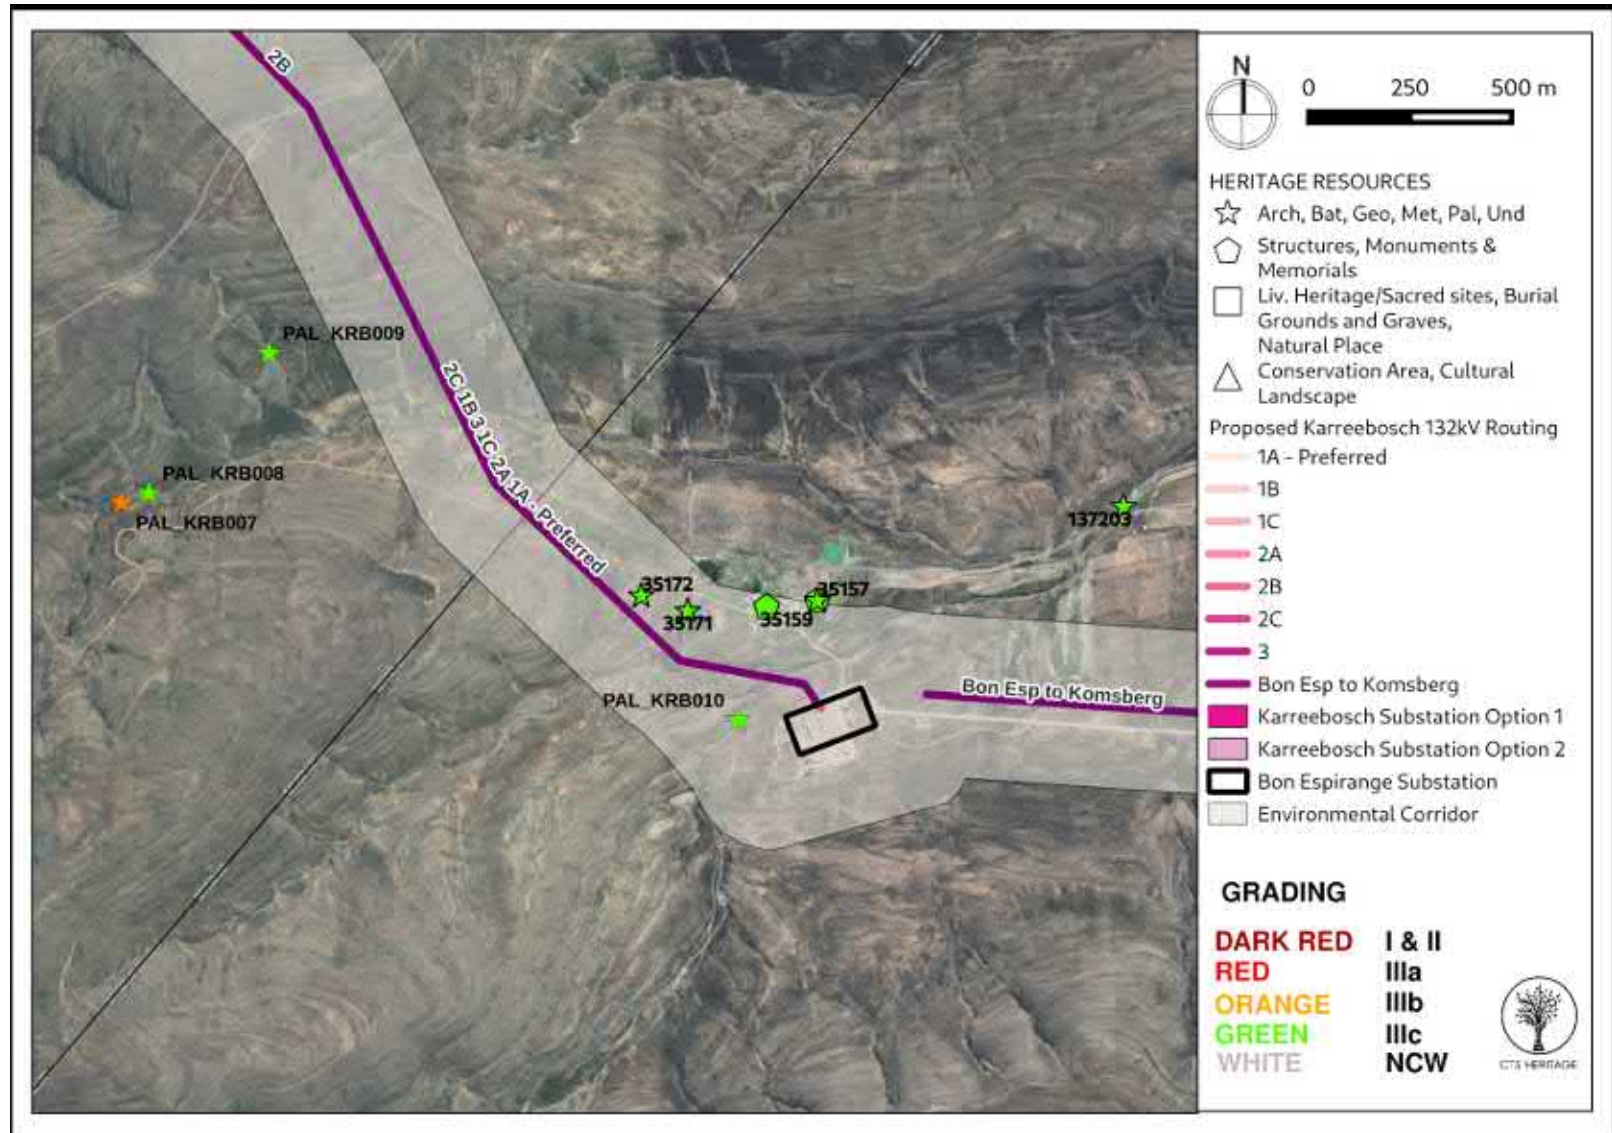 2B
PAL_KRB009
2C 1B 3 1C 2A 1A - Preferred
PAL_KRB008
PAL_KRB007
137203
35172
35171
35159
35157
PAL_KRB010
Bon Esp to Komsberg
N
0 250 500 m
HERITAGE RESOURCES
Arch, Bat, Geo, Met, Pal, Und
Structures, Monuments &
Memorials
Liv. Heritage/Sacred sites, Burial
Grounds and Graves,
Natural Place
Conservation Area, Cultural
Landscape
Proposed Karreebosch 132kV Routing
1A - Preferred
1B
1C
2A
2B
2C
3
Bon Esp to Komsberg
Karreebosch Substation Option 1
Karreebosch Substation Option 2
Bon Espirange Substation
Environmental Corridor
GRADING
DARK RED I & II
RED IIIa
ORANGE IIIb
GREEN IIIc
WHITE NCW
CTS HERITAGE